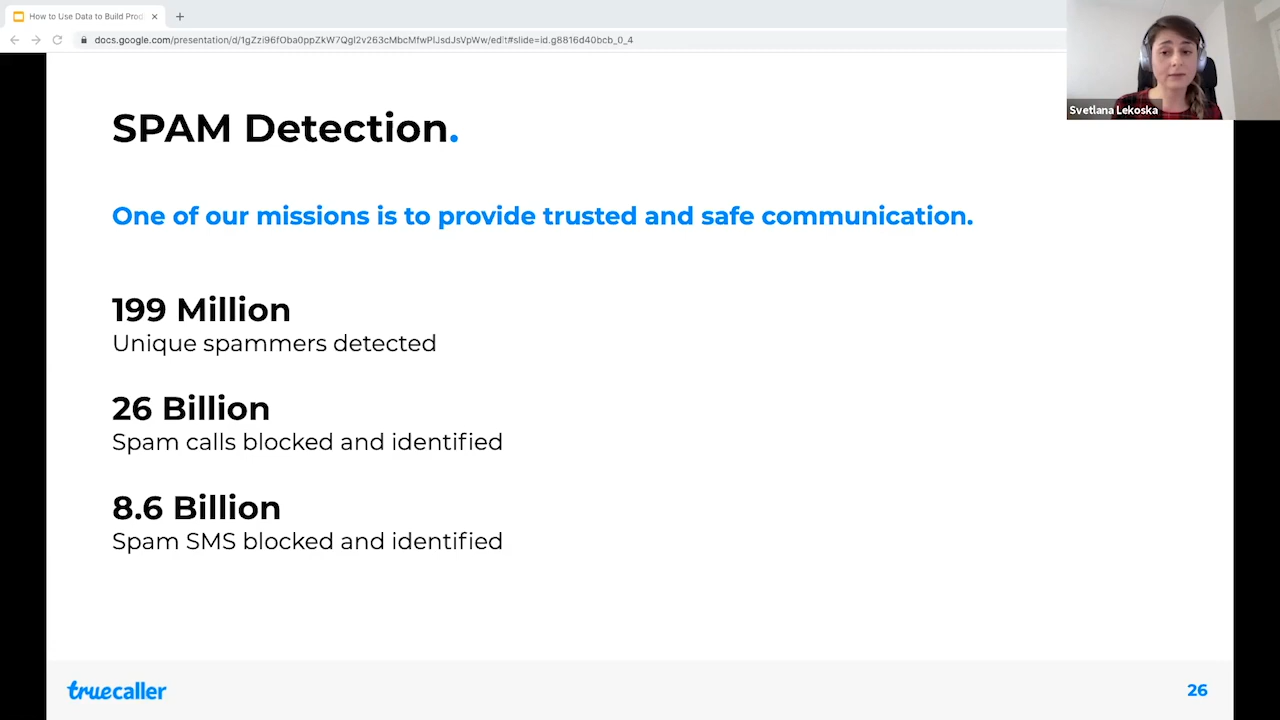 How to Use Data to Build Prod
docs.google.com/presentation/d/1gZzi96fOba0ppZkW7QgI2v263cMbcMfwPlJsdJsVpWw/edit#slide=id.g8816d40bcb_0_4
Svetlana Lekoska
SPAM Detection.
One of our missions is to provide trusted and safe communication.
199 Million
Unique spammers detected
26 Billion
Spam calls blocked and identified
8.6 Billion
Spam SMS blocked and identified
truecaller
26